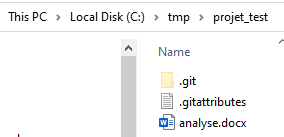 This PC > Local Disk (C:) > tmp > projet_test
Name
.git
.gitattributes
analyse.docx